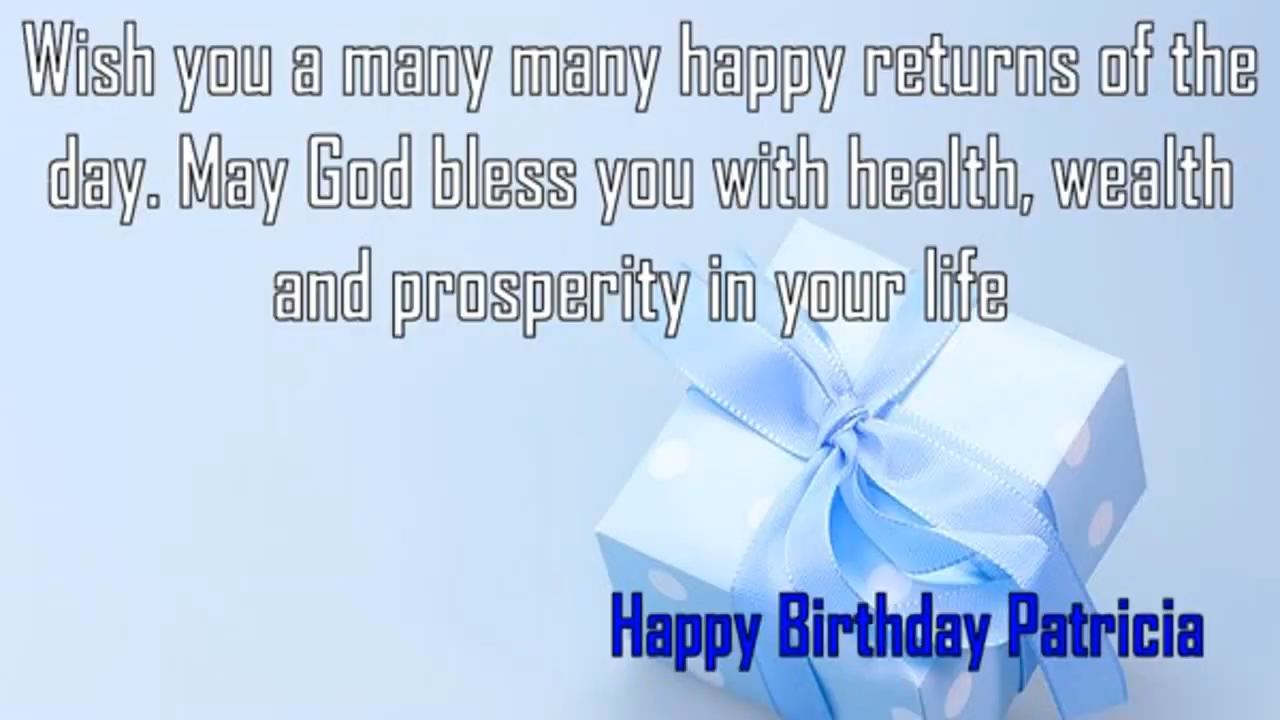 Wish you a many many happy returns of the
day. May God bless you with health, wealth
and prosperity in your life
Happy Birthday Patricia